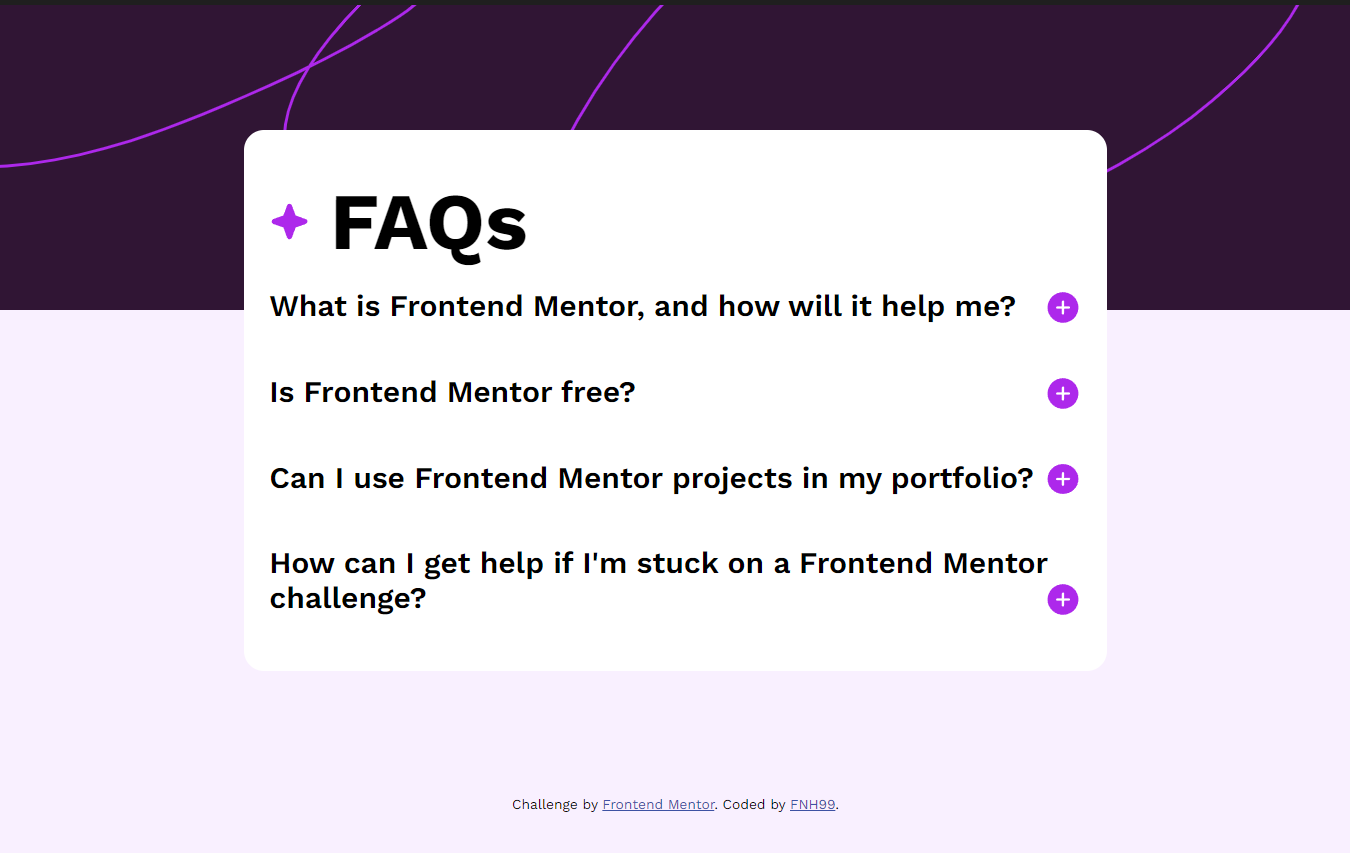 FAQs
What is Frontend Mentor, and how will it help me?
Is Frontend Mentor free?
Can I use Frontend Mentor projects in my portfolio?
How can I get help if I'm stuck on a Frontend Mentor
challenge?
Challenge by Frontend Mentor. Coded by FNH99.